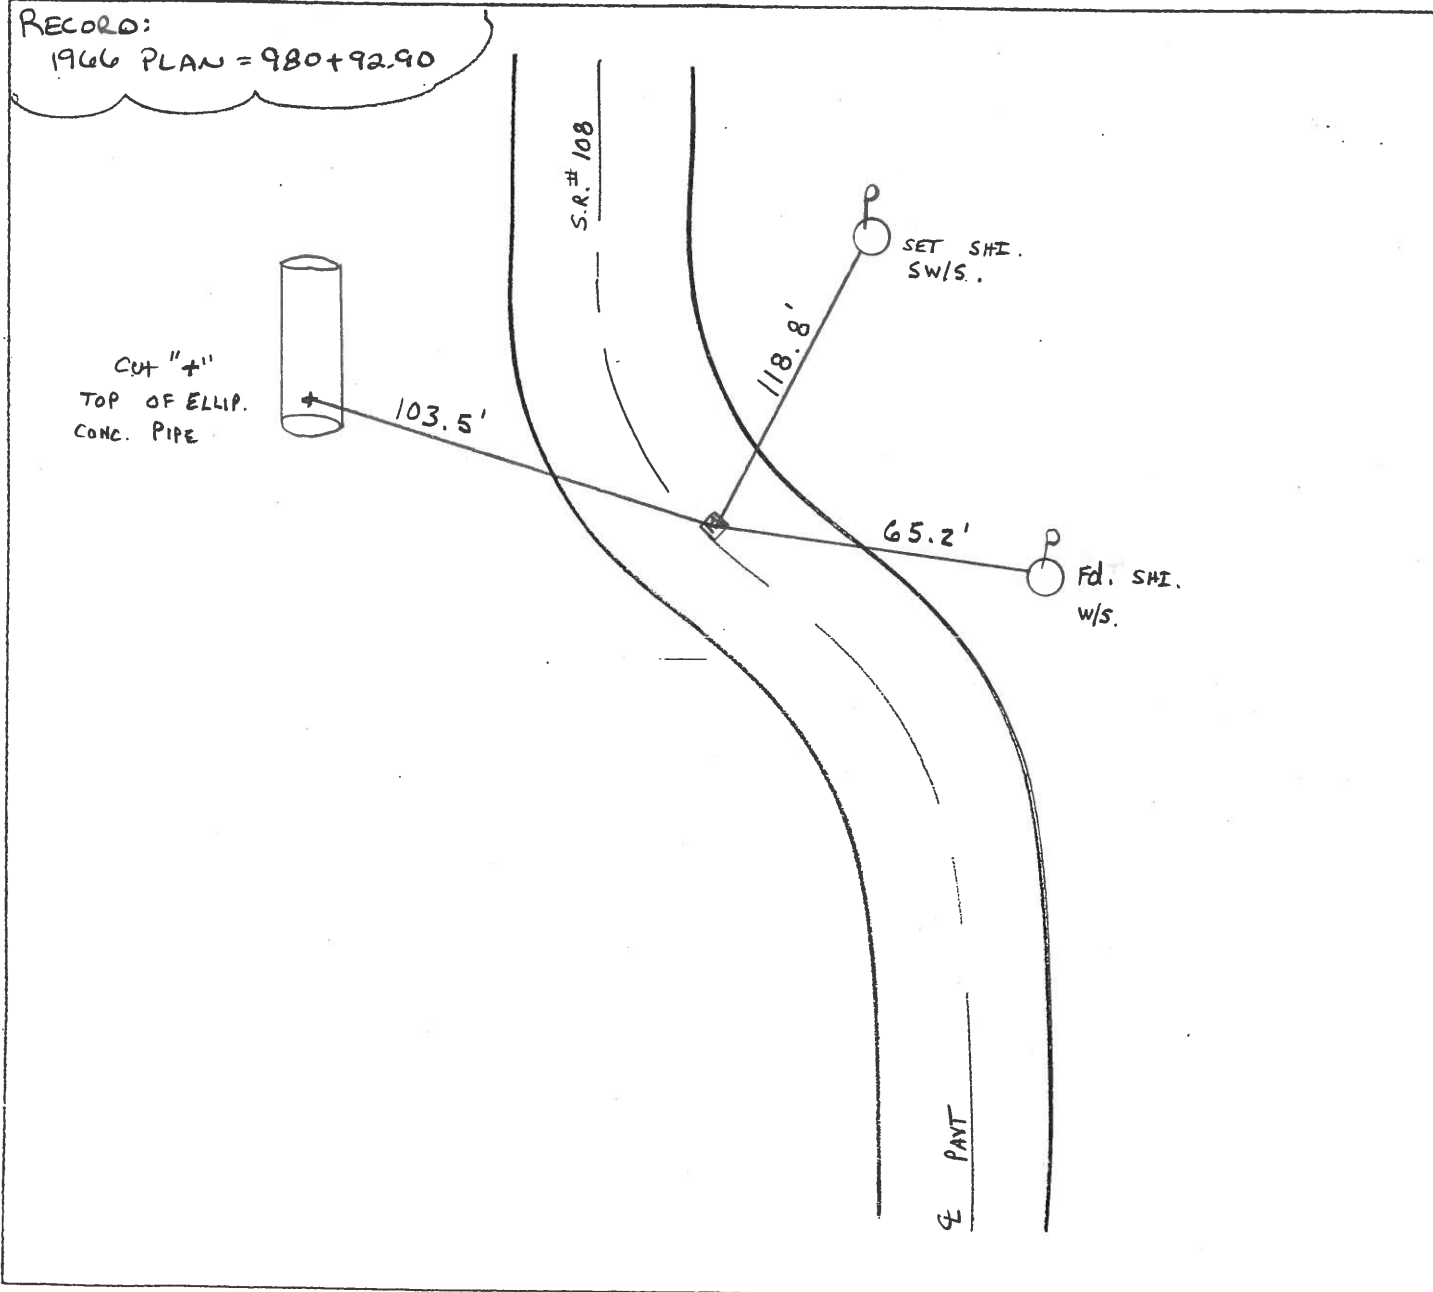 RECORD:
1966 PLAN = 980+92.90
S.R. # 108
SET SHI.
SW/S.
118.8'
CUT "+"
TOP OF ELLIP.
CONC. PIPE
103.5'
65.2'
Fd. SHI.
W/S.
℄ PAVT